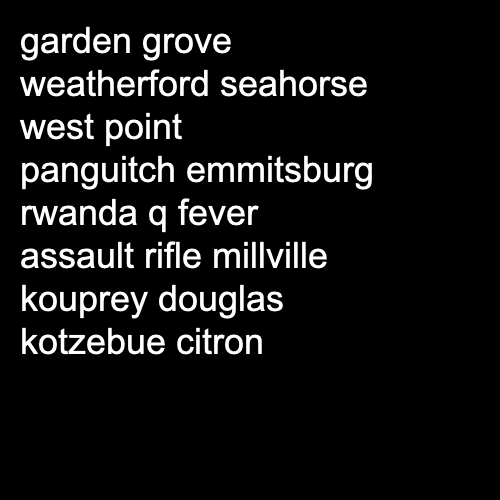 garden grove
weatherford seahorse
west point
panguitch emmitsburg
rwanda q fever
assault rifle millville
kouprey douglas
kotzebue citron